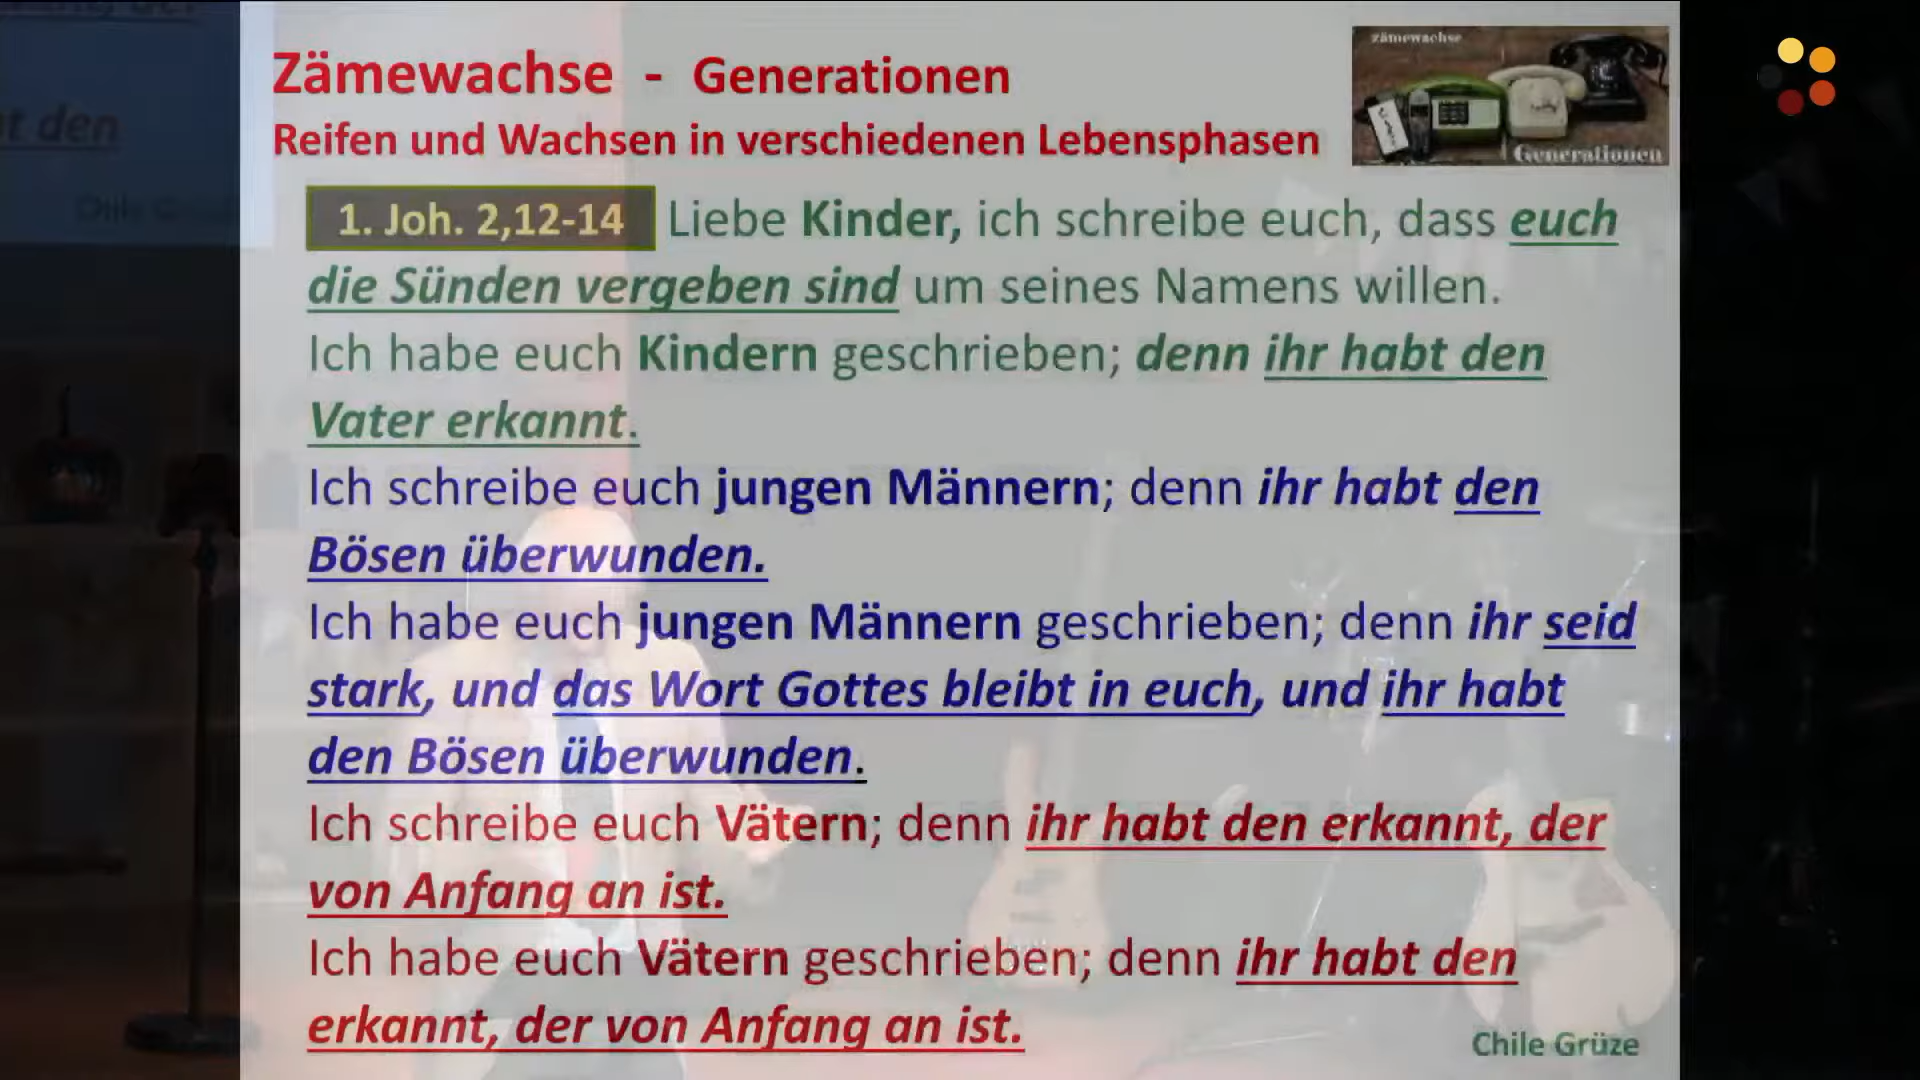 Zämewachse - Generationen
Reifen und Wachsen in verschiedenen Lebensphasen
zämewachse
Generationen
1. Joh. 2,12-14 Liebe Kinder, ich schreibe euch, dass euch
die Sünden vergeben sind um seines Namens willen.
Ich habe euch Kindern geschrieben; denn ihr habt den
Vater erkannt.
Ich schreibe euch jungen Männern; denn ihr habt den
Bösen überwunden.
Ich habe euch jungen Männern geschrieben; denn ihr seid
stark, und das Wort Gottes bleibt in euch, und ihr habt
den Bösen überwunden.
Ich schreibe euch Vätern; denn ihr habt den erkannt, der
von Anfang an ist.
Ich habe euch Vätern geschrieben; denn ihr habt den
erkannt, der von Anfang an ist.
Chile Grüze
den